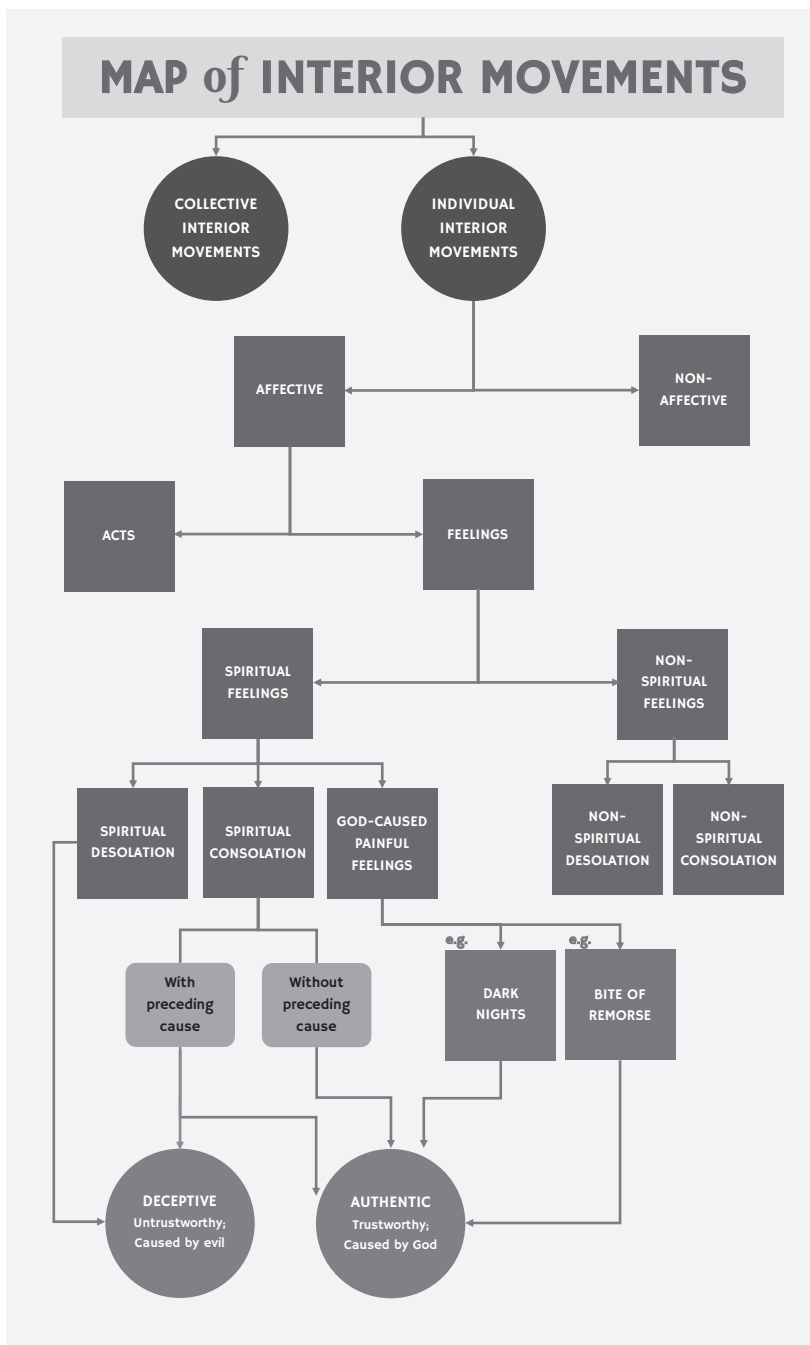 MAP of INTERIOR MOVEMENTS
COLLECTIVE
INTERIOR
MOVEMENTS
INDIVIDUAL
INTERIOR
MOVEMENTS
AFFECTIVE
NON-
AFFECTIVE
ACTS
FEELINGS
SPIRITUAL
FEELINGS
NON-
SPIRITUAL
FEELINGS
SPIRITUAL
DESOLATION
SPIRITUAL
CONSOLATION
GOD-CAUSED
PAINFUL
FEELINGS
NON-
SPIRITUAL
DESOLATION
NON-
SPIRITUAL
CONSOLATION
With
preceding
cause
Without
preceding
cause
e.g.
DARK
NIGHTS
e.g.
BITE OF
REMORSE
DECEPTIVE
Untrustworthy;
Caused by evil
AUTHENTIC
Trustworthy;
Caused by God